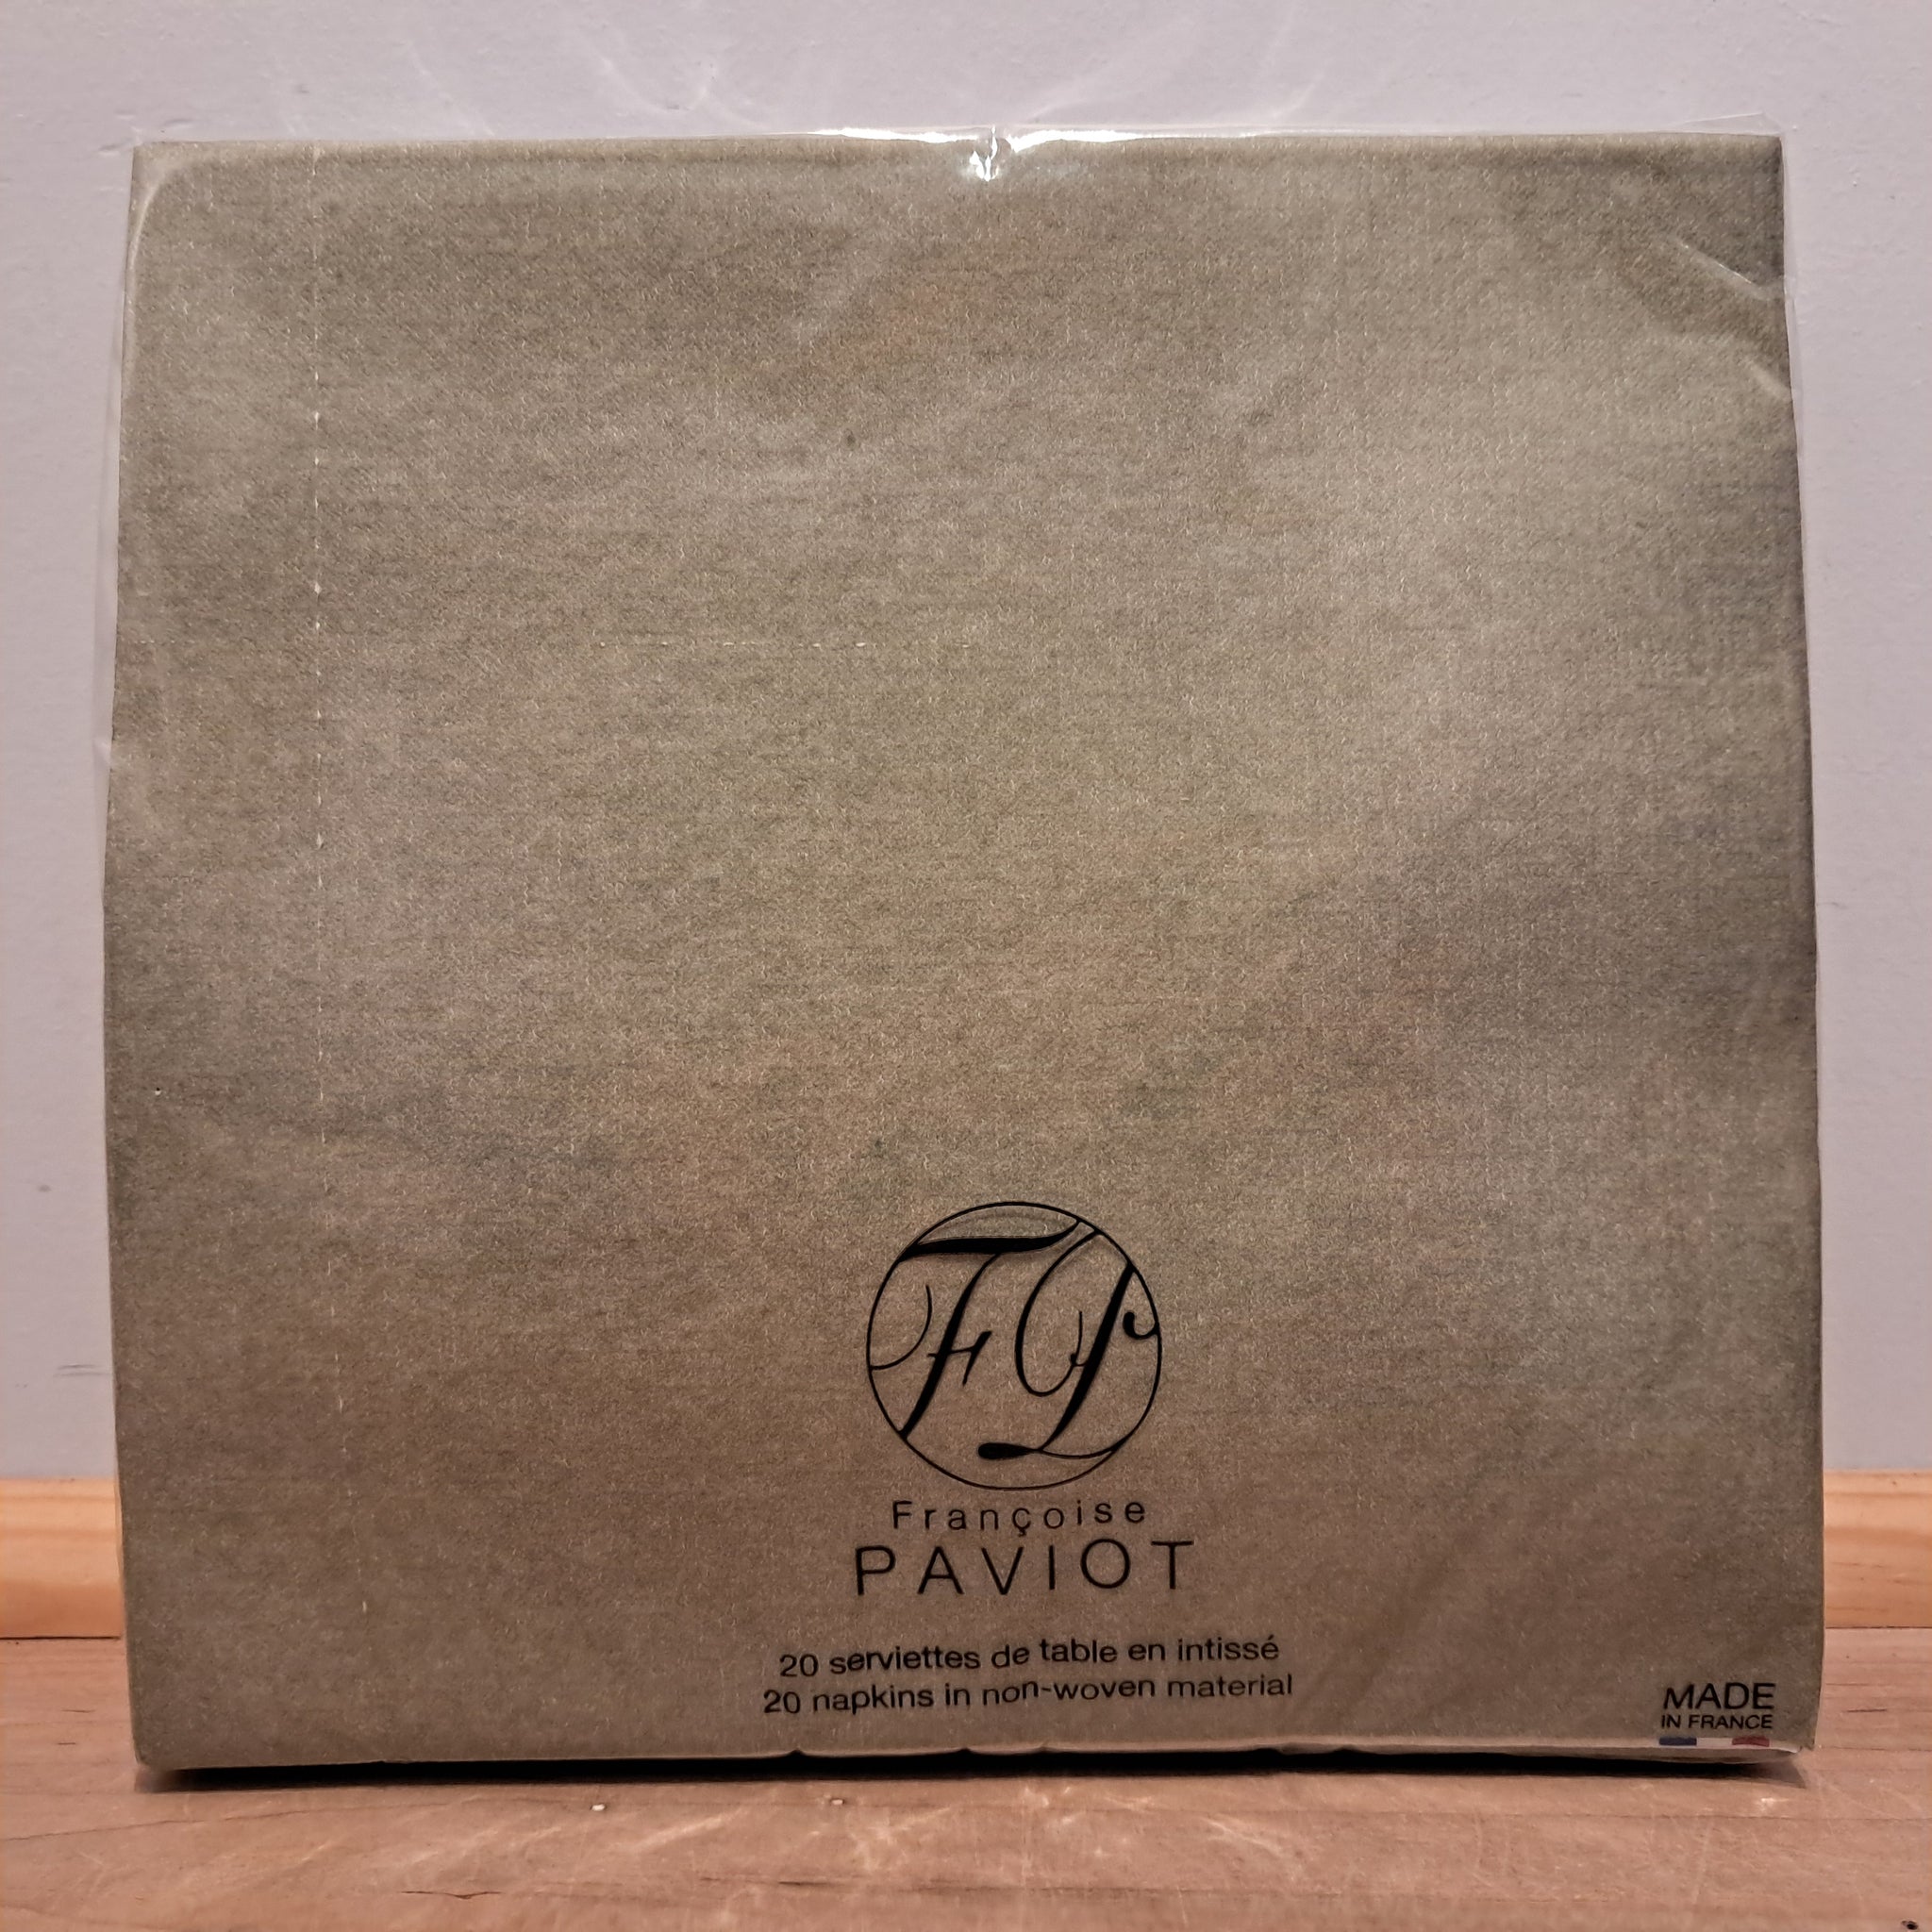 FP
Françoise
PAVIOT
20 serviettes de table en intissé
20 napkins in non-woven material
MADE
IN FRANCE